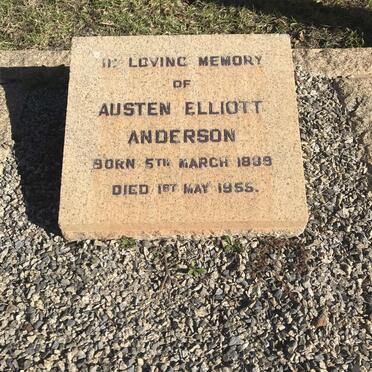 IN LOVING MEMORY
OF
AUSTEN ELLIOTT
ANDERSON
BORN 5TH MARCH 1889
DIED 1ST MAY 1955.